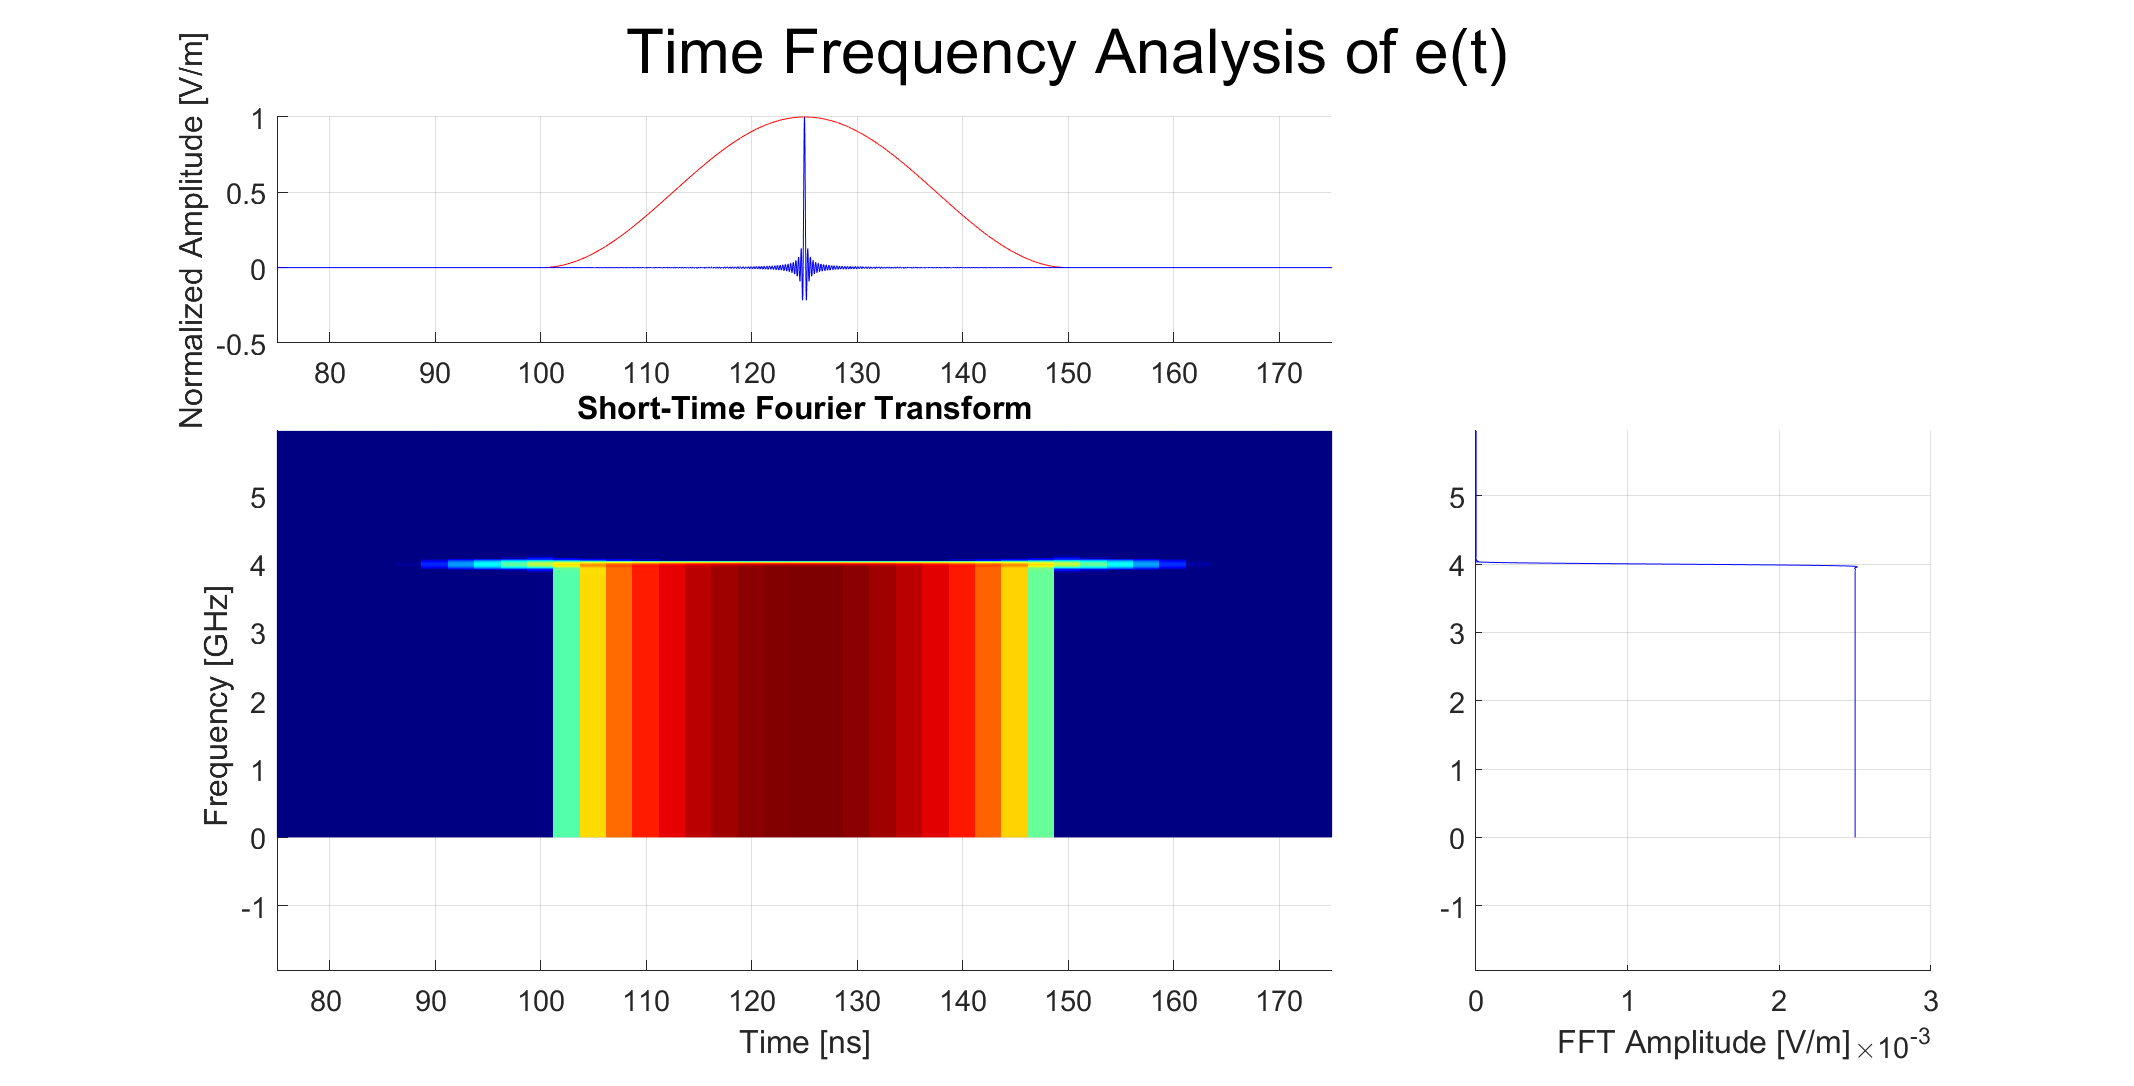 Time Frequency Analysis of e(t)
Normalized Amplitude [V/m]
1
0.5
0
-0.5
80 90 100 110 120 130 140 150 160 170
Short-Time Fourier Transform
Frequency [GHz]
5
4
3
2
1
0
-1
80 90 100 110 120 130 140 150 160 170
Time [ns]
5
4
3
2
1
0
-1
0 1 2 3
FFT Amplitude [V/m] ×10⁻³